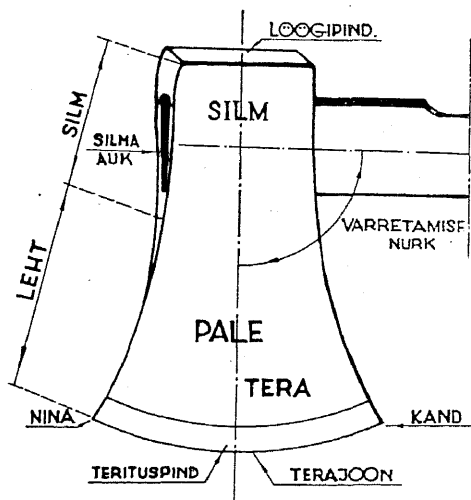 LÖÖGIPIND.
SILM
SILM
SILMA
AUK
VARRETAMISE
NURK
LEHT
PALE
TERA
NINA
KAND
TERITUSPIND
TERAJOON